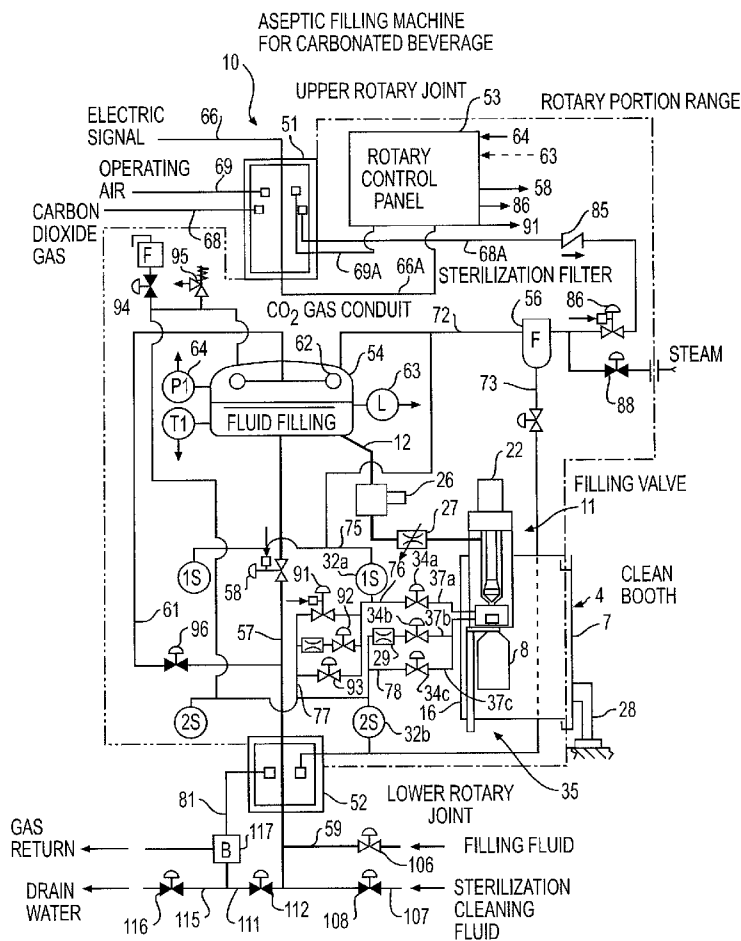 ASEPTIC FILLING MACHINE
FOR CARBONATED BEVERAGE
10
UPPER ROTARY JOINT
53
ROTARY PORTION RANGE
ELECTRIC
SIGNAL
66
51
ROTARY
CONTROL
PANEL
64
63
58
86
91
OPERATING
AIR
69
CARBON
DIOXIDE
GAS
68
85
68A
69A
66A
STERILIZATION FILTER
F
95
94
CO2 GAS CONDUIT
72
56
F
86
STEAM
88
73
64
62
54
63
P1
T1
L
FLUID FILLING
12
22
26
27
FILLING VALVE
11
75
1S
32a
1S
34a
76
37a
58
91
92
34b
37b
CLEAN
BOOTH
4
7
61
96
57
29
8
93
78
34c
37c
77
16
2S
2S
32b
28
35
81
52
LOWER ROTARY
JOINT
GAS
RETURN
B
117
59
FILLING FLUID
106
DRAIN
WATER
116
115
111
112
108
107
STERILIZATION
CLEANING
FLUID